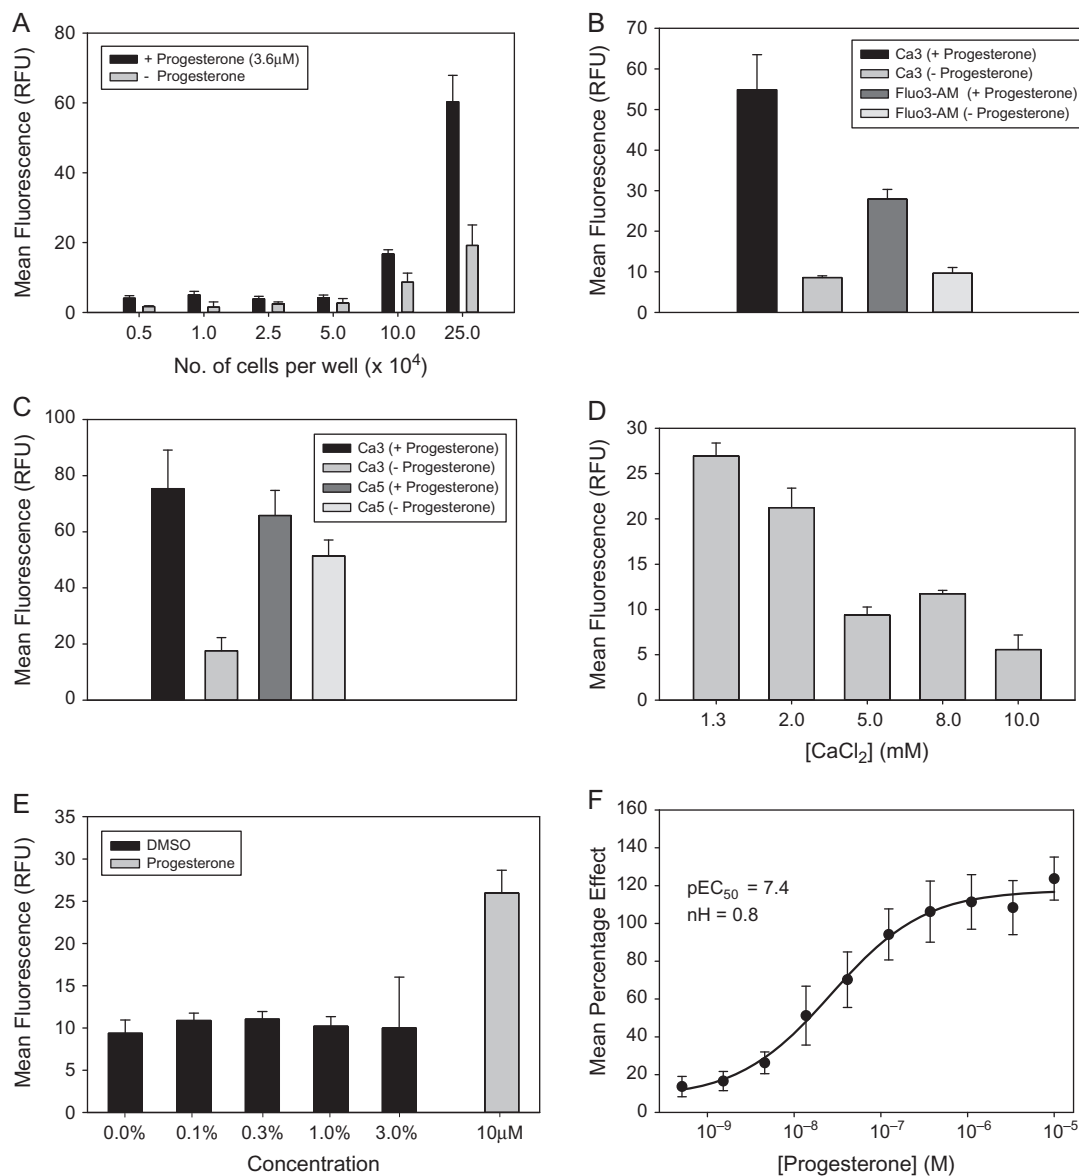 A
Mean Fluorescence (RFU)
80
60
40
20
0
+ Progesterone (3.6μM)
- Progesterone
0.5 1.0 2.5 5.0 10.0 25.0
No. of cells per well (x 10⁴)
B
Mean Fluorescence (RFU)
70
60
50
40
30
20
10
0
Ca3 (+ Progesterone)
Ca3 (- Progesterone)
Fluo3-AM (+ Progesterone)
Fluo3-AM (- Progesterone)
C
Mean Fluorescence (RFU)
100
80
60
40
20
0
Ca3 (+ Progesterone)
Ca3 (- Progesterone)
Ca5 (+ Progesterone)
Ca5 (- Progesterone)
D
Mean Fluorescence (RFU)
30
25
20
15
10
5
0
1.3 2.0 5.0 8.0 10.0
[CaCl₂] (mM)
E
Mean Fluorescence (RFU)
35
30
25
20
15
10
5
0
DMSO
Progesterone
0.0% 0.1% 0.3% 1.0% 3.0% 10μM
Concentration
F
Mean Percentage Effect
160
140
120
100
80
60
40
20
0
pEC₅₀ = 7.4
nH = 0.8
10⁻⁹ 10⁻⁸ 10⁻⁷ 10⁻⁶ 10⁻⁵
[Progesterone] (M)